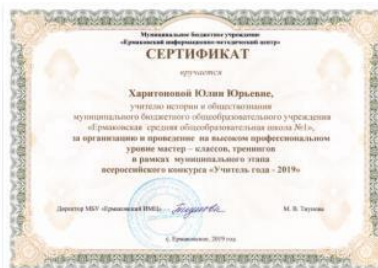 Муниципальное бюджетное учреждение
«Ермаковский информационно-методический центр»
СЕРТИФИКАТ
вручается
Харитоновой Юлии Юрьевне,
учителю истории и обществознания
муниципального бюджетного общеобразовательного учреждения
«Ермаковская средняя общеобразовательная школа №1»,
за организацию и проведение на высоком профессиональном
уровне мастер – классов, тренингов
в рамках муниципального этапа
всероссийского конкурса «Учитель года - 2019»
Директор МБУ «Ермаковский ИМЦ» М. В.
с. Ермаковское, 2019 год